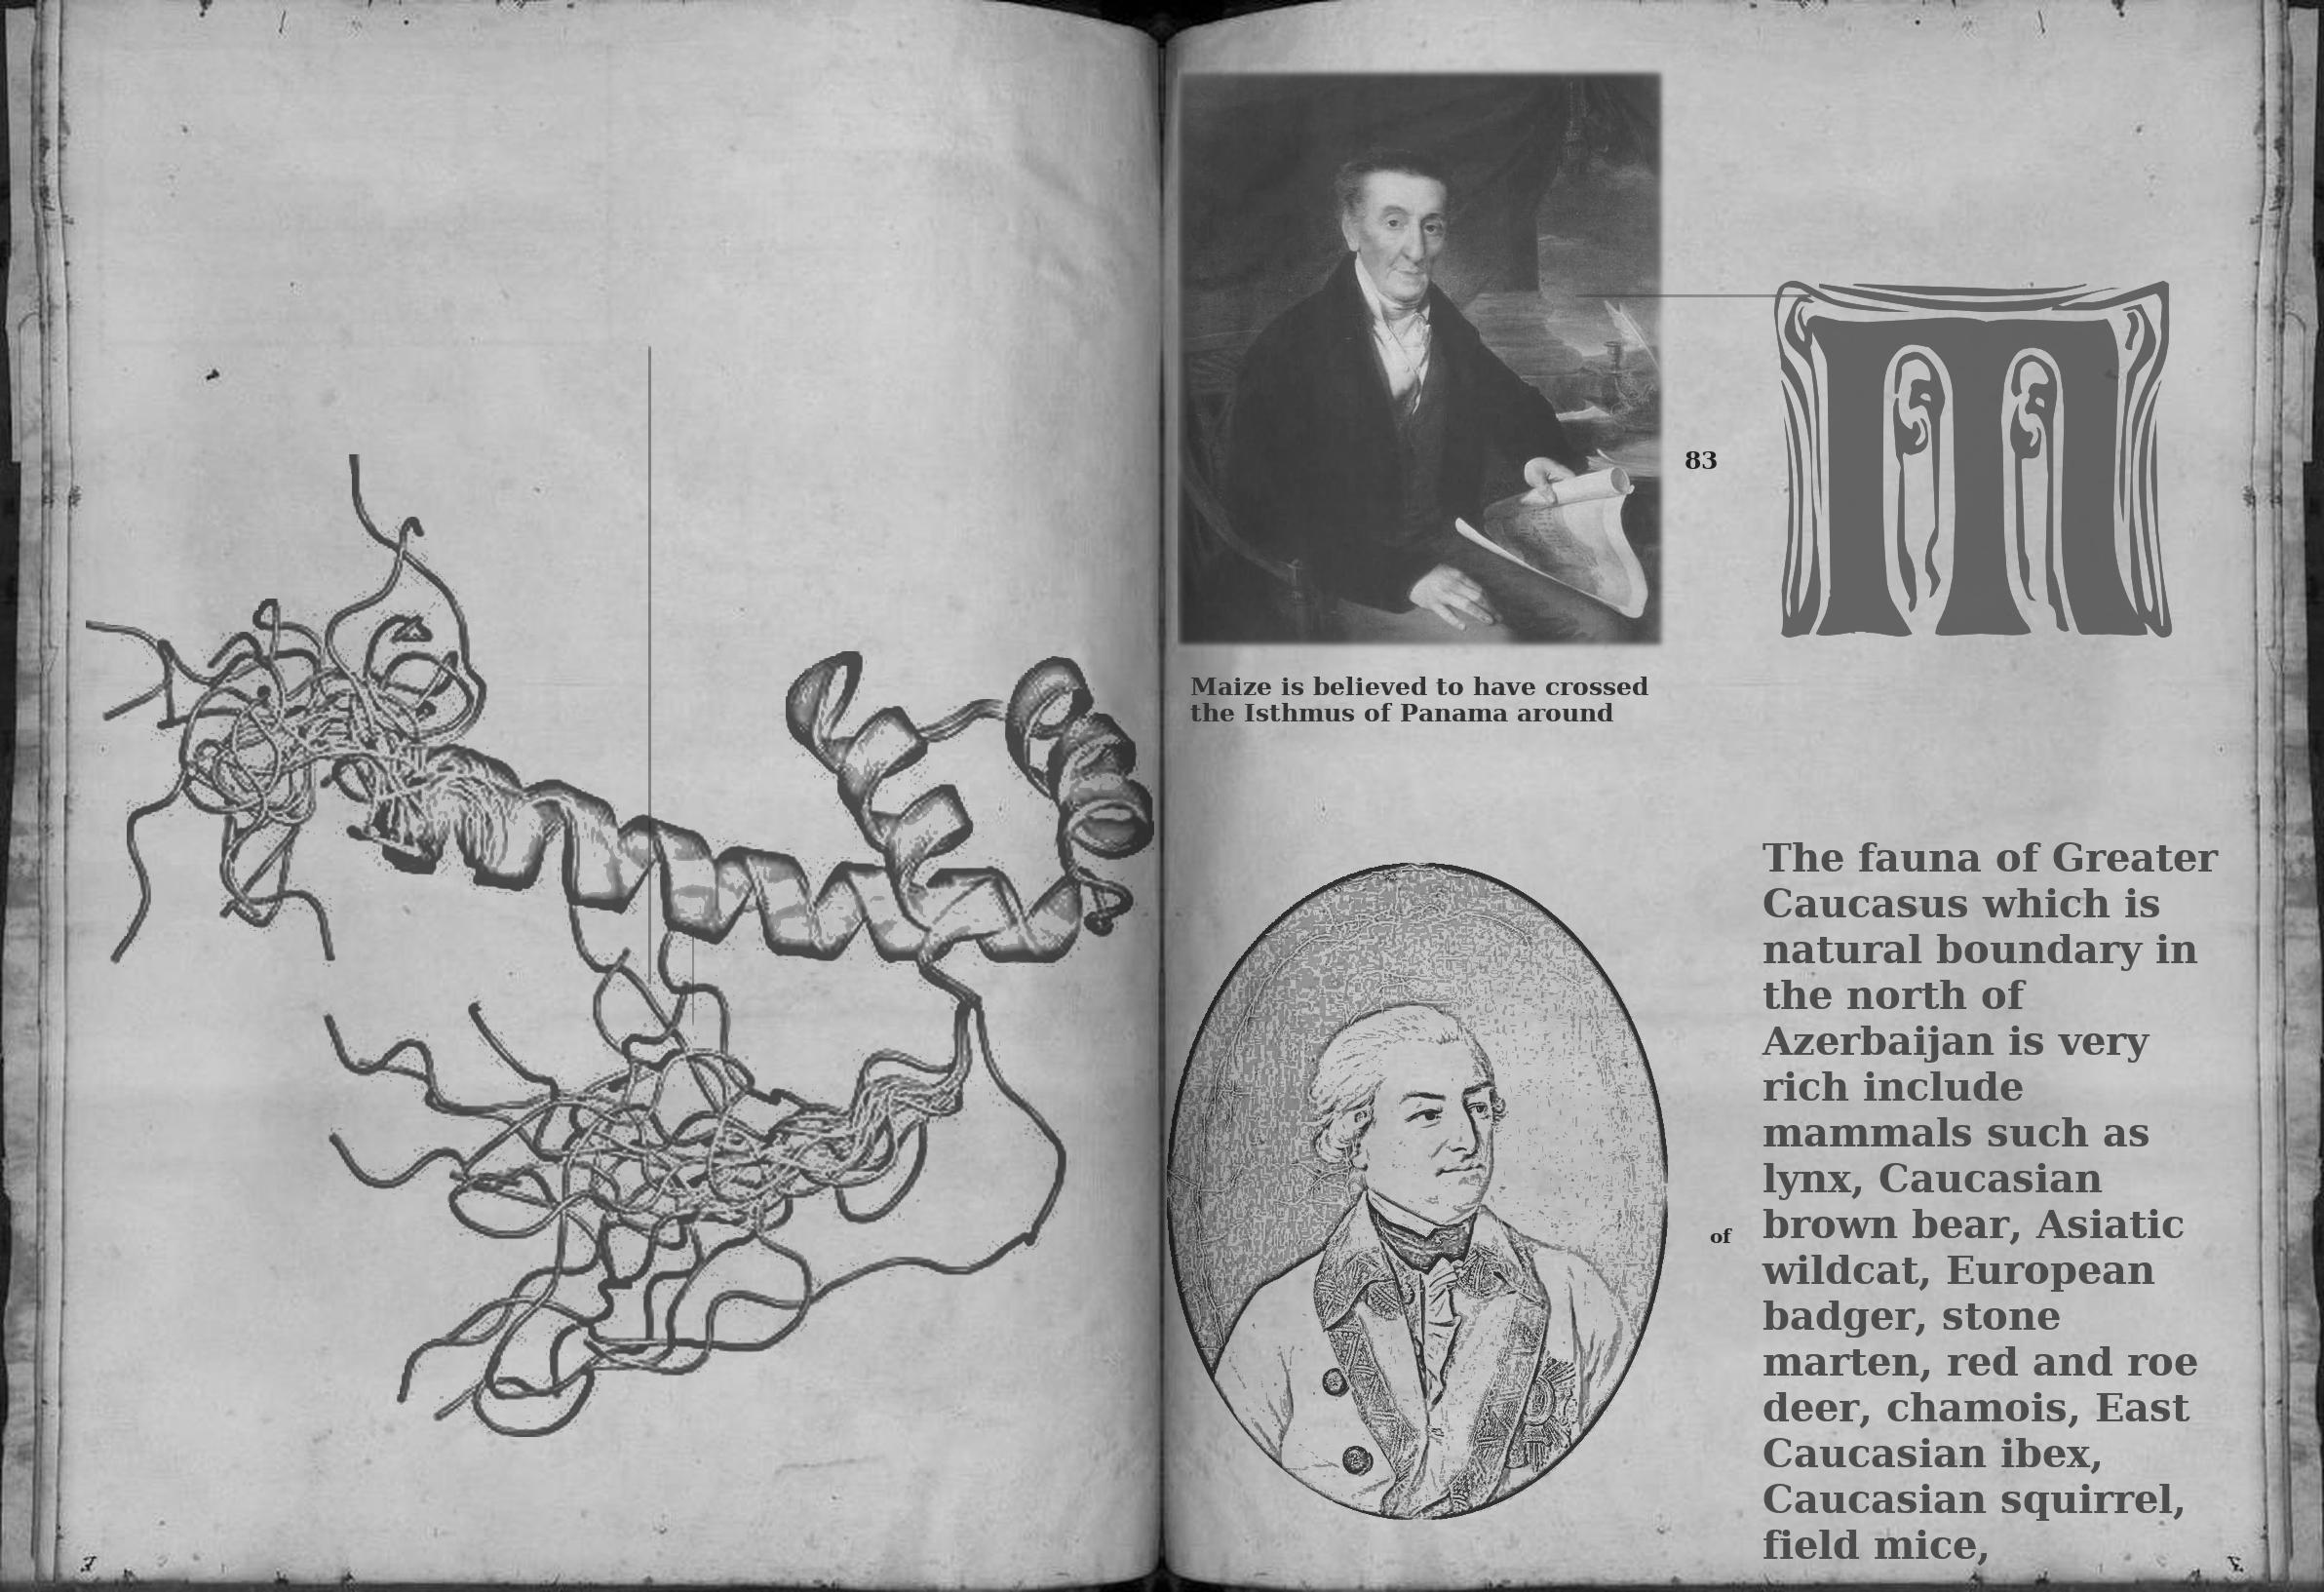 83
M
Maize is believed to have crossed
the Isthmus of Panama around
The fauna of Greater
Caucasus which is
natural boundary in
the north of
Azerbaijan is very
rich include
mammals such as
lynx, Caucasian
brown bear, Asiatic
wildcat, European
badger, stone
marten, red and roe
deer, chamois, East
Caucasian ibex,
Caucasian squirrel,
field mice,
of